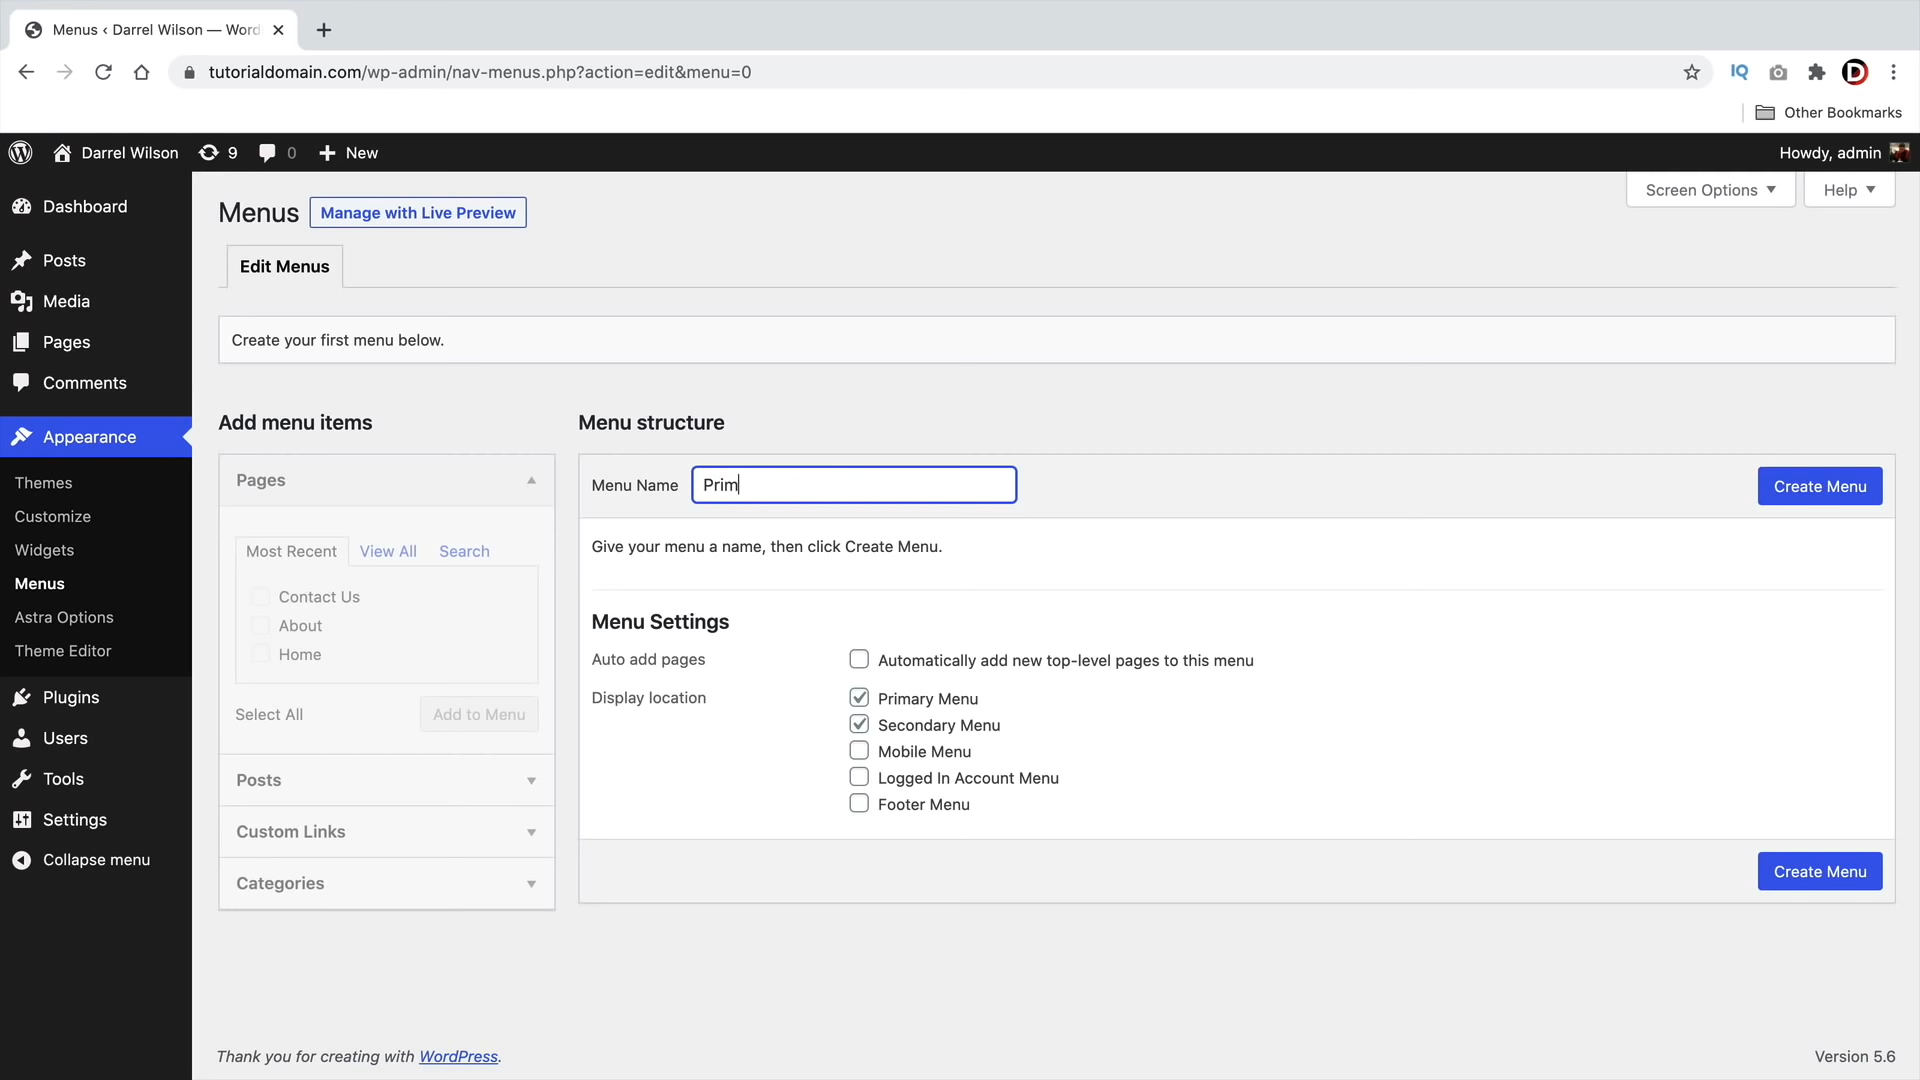 Menus ‹ Darrel Wilson — Word
tutorialdomain.com/wp-admin/nav-menus.php?action=edit&menu=0
IQ
D
Other Bookmarks
Darrel Wilson
9
0
New
Howdy, admin
Dashboard
Posts
Media
Pages
Comments
Appearance
Themes
Customize
Widgets
Menus
Astra Options
Theme Editor
Plugins
Users
Tools
Settings
Collapse menu
Screen Options
Help
Menus
Manage with Live Preview
Edit Menus
Create your first menu below.
Add menu items
Pages
Most Recent
View All
Search
Contact Us
About
Home
Select All
Add to Menu
Posts
Custom Links
Categories
Menu structure
Menu Name
Prim
Create Menu
Give your menu a name, then click Create Menu.
Menu Settings
Auto add pages
Automatically add new top-level pages to this menu
Display location
Primary Menu
Secondary Menu
Mobile Menu
Logged In Account Menu
Footer Menu
Create Menu
Thank you for creating with WordPress.
Version 5.6